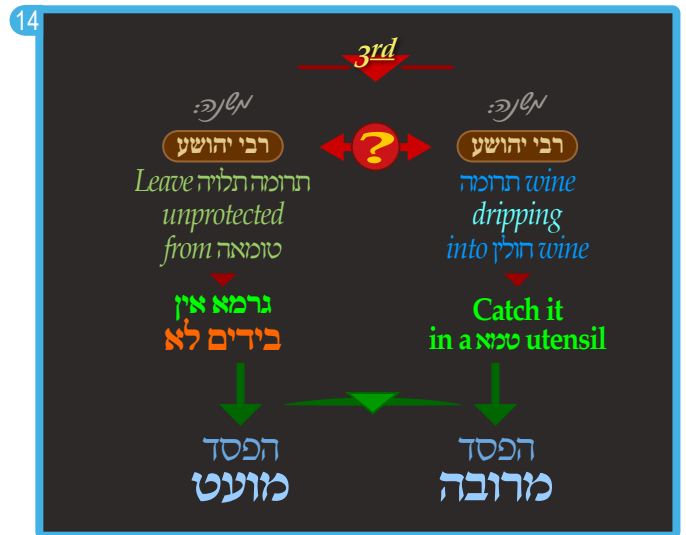 14
3rd
משנה:
רבי יהושע
Leave תרומה תלויה
unprotected
from טומאה
גרמא אין
בידים לא
הפסד
מועט
?
משנה:
רבי יהושע
תרומה wine
dripping
into חולין wine
Catch it
in a טמא utensil
הפסד
מרובה